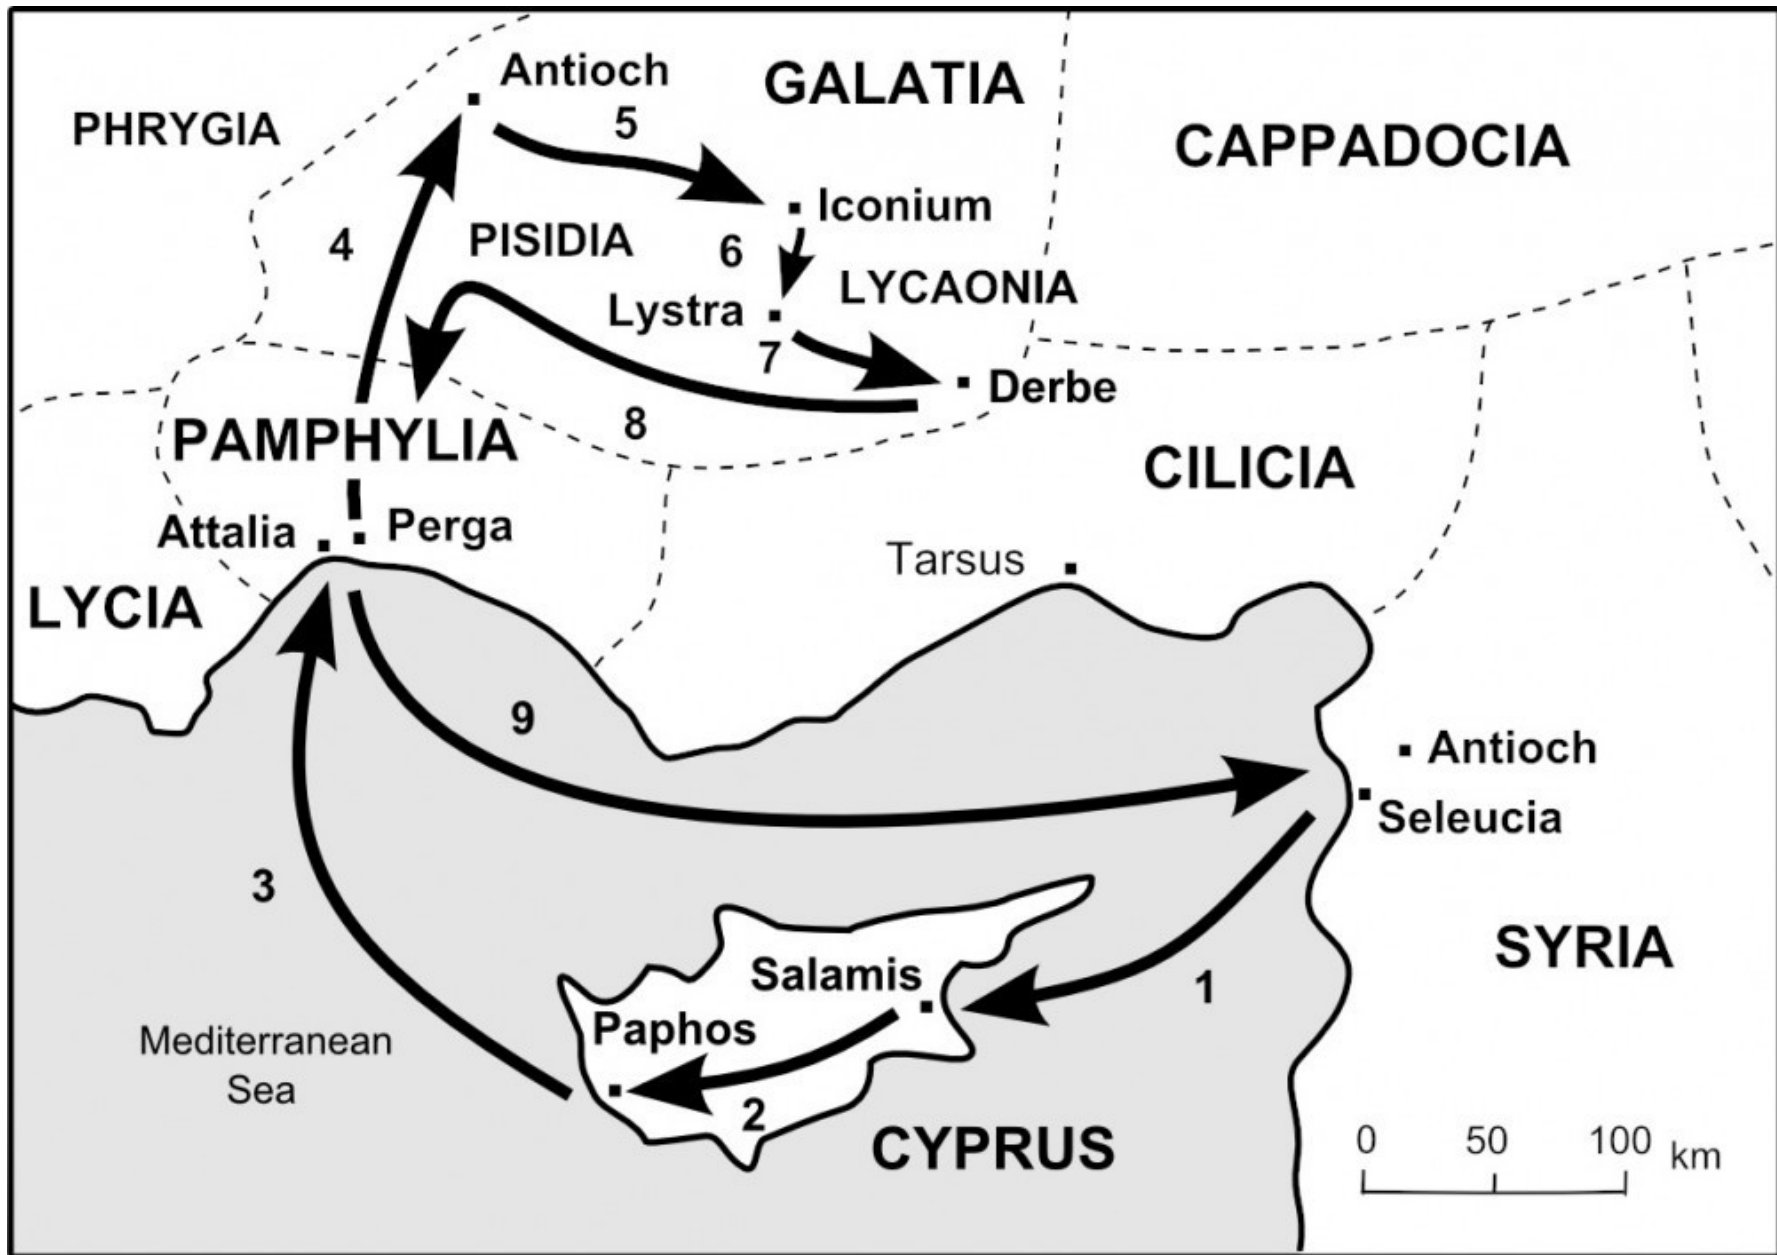 Antioch
GALATIA
5
PHRYGIA
CAPPADOCIA
Iconium
4
PISIDIA
6
LYCAONIA
Lystra
7
Derbe
8
PAMPHYLIA
CILICIA
Attalia
Perga
Tarsus
LYCIA
9
Antioch
Seleucia
3
SYRIA
Salamis
1
Paphos
Mediterranean
Sea
2
CYPRUS
0 50 100 km